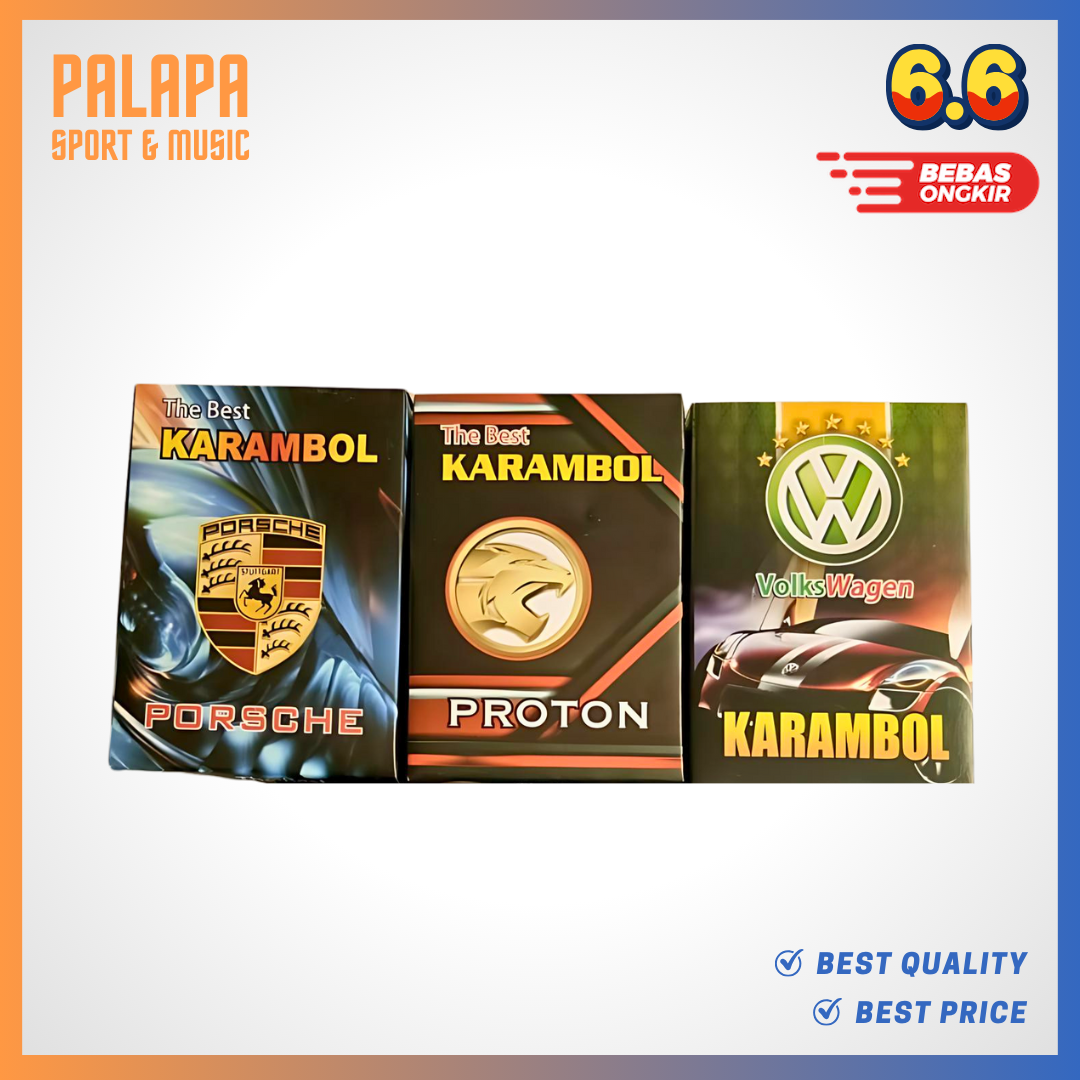 PALAPA
SPORT & MUSIC
6.6
BEBAS
ONGKIR
The Best
KARAMBOL
PORSCHE
STUTTGART
PORSCHE
The Best
KARAMBOL
PROTON
VolksWagen
KARAMBOL
BEST QUALITY
BEST PRICE